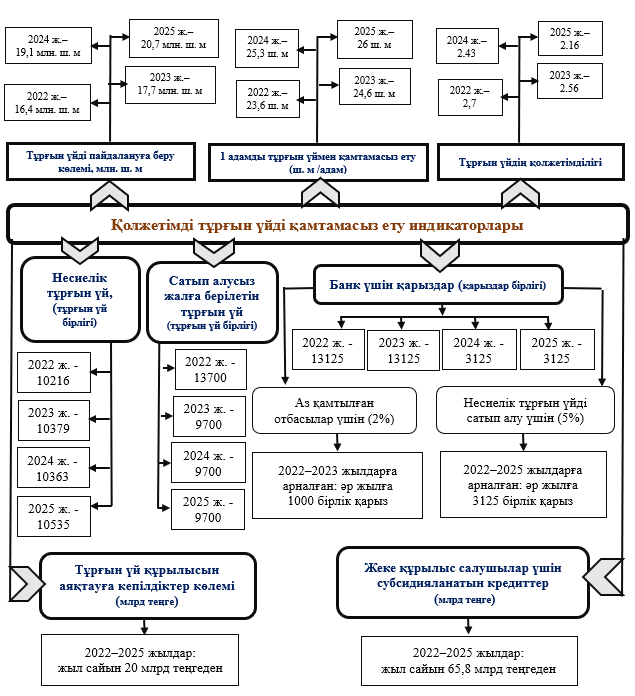 2024 ж.–
19,1 млн. ш. м
2025 ж.–
20,7 млн. ш. м
2022 ж.–
16,4 млн. ш. м
2023 ж.–
17,7 млн. ш. м
2024 ж.–
25,3 ш. м
2025 ж.–
26 ш. м
2022 ж.–
23,6 ш. м
2023 ж.–
24,6 ш. м
2024 ж.–
2.43
2025 ж.–
2.16
2022 ж.–
2,7
2023 ж.–
2.56
Тұрғын үйді пайдалануға беру
көлемі, млн. ш. м
1 адамды тұрғын үймен қамтамасыз ету
(ш. м /адам)
Тұрғын үйдің қолжетімділігі
Қолжетімді тұрғын үйді қамтамасыз ету индикаторлары
Несиелік
тұрғын үй,
(тұрғын үй
бірлігі)
2022 ж. -
10216
2023 ж. -
10379
2024 ж. -
10363
2025 ж. -
10535
Сатып алусыз
жалға берілетін
тұрғын үй
(тұрғын үй бірлігі)
2022 ж. -
13700
2023 ж. -
9700
2024 ж. -
9700
2025 ж. -
9700
Банк үшін қарыздар (қарыздар бірлігі)
2022 ж. -
13125
2023 ж. -
13125
2024 ж. -
3125
2025 ж. -
3125
Аз қамтылған
отбасылар үшін (2%)
Несиелік тұрғын үйді
сатып алу үшін (5%)
2022–2023 жылдарға
арналған: әр жылға
1000 бірлік қарыз
2022–2025 жылдарға
арналған: әр жылға
3125 бірлік қарыз
Тұрғын үй құрылысын
аяқтауға кепілдіктер көлемі
(млрд теңге)
2022–2025 жылдар:
жыл сайын 20 млрд теңгеден
Жеке құрылыс салушылар үшін
субсидияланатын кредиттер
(млрд теңге)
2022–2025 жылдар:
жыл сайын 65,8 млрд теңгеден